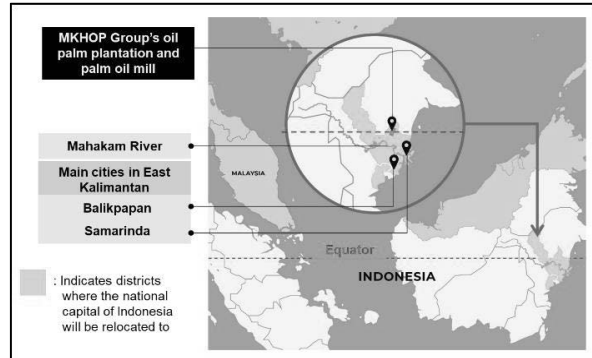 MKHOP Group's oil
palm plantation and
palm oil mill
Mahakam River
Main cities in East
Kalimantan
Balikpapan
Samarinda
: Indicates districts
where the national
capital of Indonesia
will be relocated to
MALAYSIA
Equator
INDONESIA